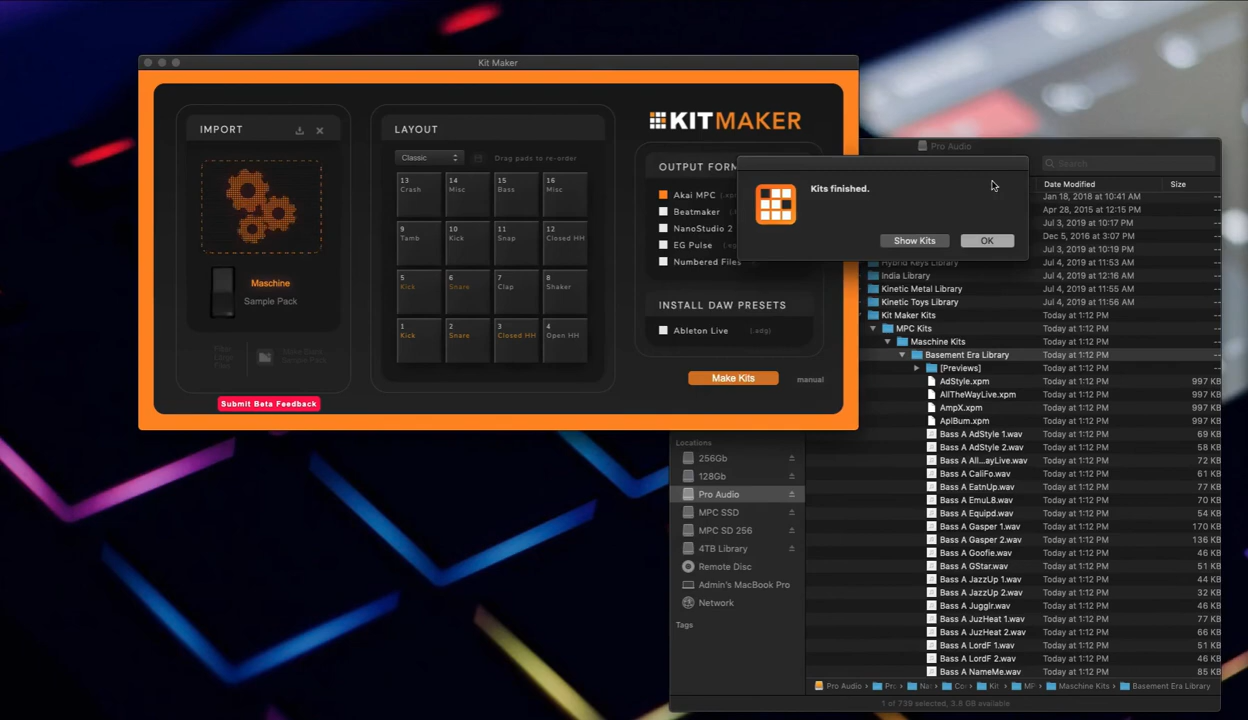 Kit Maker
IMPORT
Maschine
Sample Pack
Submit Beta Feedback
LAYOUT
Classic
Drag pads to re-order
13
Crash
14
Misc
15
Bass
16
Misc
9
Tamb
10
Kick
11
Snap
12
Closed HH
5
Kick
6
Snare
7
Clap
8
Shaker
1
Kick
2
Snare
3
Closed HH
4
Open HH
KITMAKER
OUTPUT FORM
Akai MPC
Beatmaker
NanoStudio 2
EG Pulse
Numbered Files
INSTALL DAW PRESETS
Ableton Live (.adg)
Make Kits
manual
Kits finished.
Show Kits
OK
Pro Audio
Search
Date Modified Size
Jan 18, 2018 at 10:41 AM --
Apr 28, 2015 at 12:15 PM --
Jul 3, 2019 at 10:17 PM --
Dec 5, 2016 at 3:07 PM --
Jul 3, 2019 at 10:19 PM --
Hybrid Keys Library Jul 4, 2019 at 11:53 AM --
India Library Jul 4, 2019 at 12:16 AM --
Kinetic Metal Library Jul 4, 2019 at 11:42 AM --
Kinetic Toys Library Jul 4, 2019 at 11:56 AM --
Kit Maker Kits Today at 1:12 PM --
MPC Kits Today at 1:12 PM --
Maschine Kits Today at 1:12 PM --
Basement Era Library Today at 1:12 PM --
[Previews] Today at 1:12 PM --
AdStyle.xpm Today at 1:12 PM 997 KB
AllTheWayLive.xpm Today at 1:12 PM 997 KB
AmpX.xpm Today at 1:12 PM 997 KB
AplBum.xpm Today at 1:12 PM 997 KB
Bass A AdStyle 1.wav Today at 1:12 PM 69 KB
Bass A AdStyle 2.wav Today at 1:12 PM 58 KB
Bass A All...ayLive.wav Today at 1:12 PM 72 KB
Bass A CaliFo.wav Today at 1:12 PM 61 KB
Bass A EatnUp.wav Today at 1:12 PM 77 KB
Bass A EmuL8.wav Today at 1:12 PM 70 KB
Bass A Equipd.wav Today at 1:12 PM 54 KB
Bass A Gasper 1.wav Today at 1:12 PM 170 KB
Bass A Gasper 2.wav Today at 1:12 PM 136 KB
Bass A Goofie.wav Today at 1:12 PM 46 KB
Bass A GStar.wav Today at 1:12 PM 51 KB
Bass A JazzUp 1.wav Today at 1:12 PM 44 KB
Bass A JazzUp 2.wav Today at 1:12 PM 32 KB
Bass A Jugglr.wav Today at 1:12 PM 46 KB
Bass A JuzHeat 1.wav Today at 1:12 PM 77 KB
Bass A JuzHeat 2.wav Today at 1:12 PM 66 KB
Bass A LordF 1.wav Today at 1:12 PM 51 KB
Bass A LordF 2.wav Today at 1:12 PM 46 KB
Bass A NameMe.wav Today at 1:12 PM 85 KB
Locations
256Gb
128Gb
Pro Audio
MPC SSD
MPC SD 256
4TB Library
Remote Disc
Admin's MacBook Pro
Network
Tags
Pro Audio › Pr› › Na› › Co› › Kit › MP › Maschine Kits › Basement Era Library
1 of 739 selected, 3.8 GB available